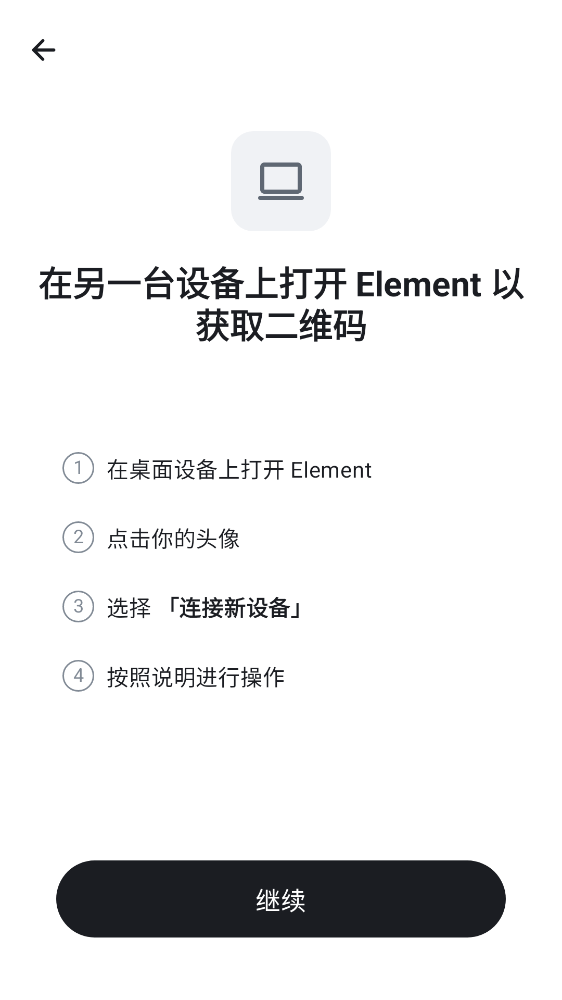 在另一台设备上打开 Element 以
获取二维码
1 在桌面设备上打开 Element
2 点击你的头像
3 选择 「连接新设备」
4 按照说明进行操作
继续